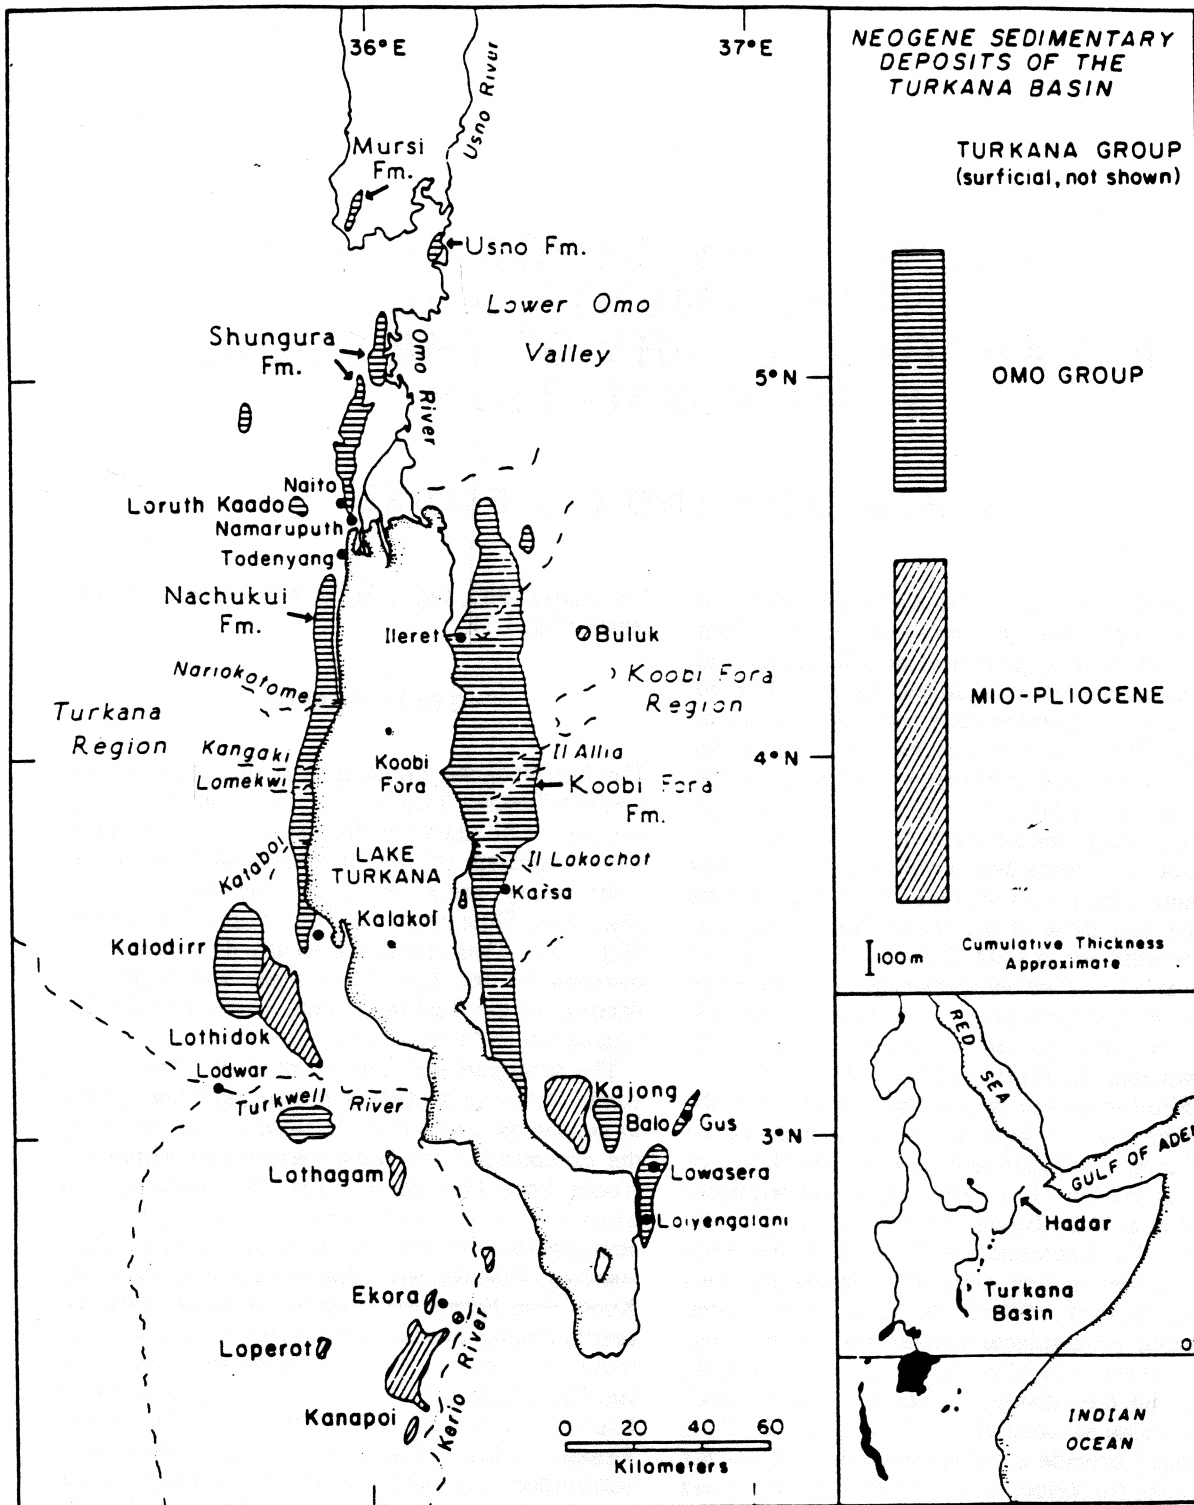 36°E
37°E
Usno River
Mursi
Fm.
Usno Fm.
Lower Omo
Valley
Shungura
Fm.
Omo River
5°N
Naito
Loruth Kaado
Namaruputh
Todenyang
Nachukui
Fm.
Ileret
Buluk
Nariokotome
Koobi Fora
Region
Turkana
Region
Kangaki
Lomekwi
Il Allia
4°N
Koobi
Fora
Koobi Fora
Fm.
Kataboi
LAKE
TURKANA
Il Lokochot
Karsa
Kalakol
Kalodirr
Lothidok
Lodwar
Turkwell River
Kajong
Balo
Gus
3°N
Lothagam
Lowasera
Loiyengalani
Ekora
Loperot
Kanapoi
Kerio River
0 20 40 60
Kilometers
NEOGENE SEDIMENTARY
DEPOSITS OF THE
TURKANA BASIN
TURKANA GROUP
(surficial, not shown)
OMO GROUP
MIO-PLIOCENE
100m
Cumulative Thickness
Approximate
RED
SEA
GULF OF ADEN
Hadar
Turkana
Basin
INDIAN
OCEAN